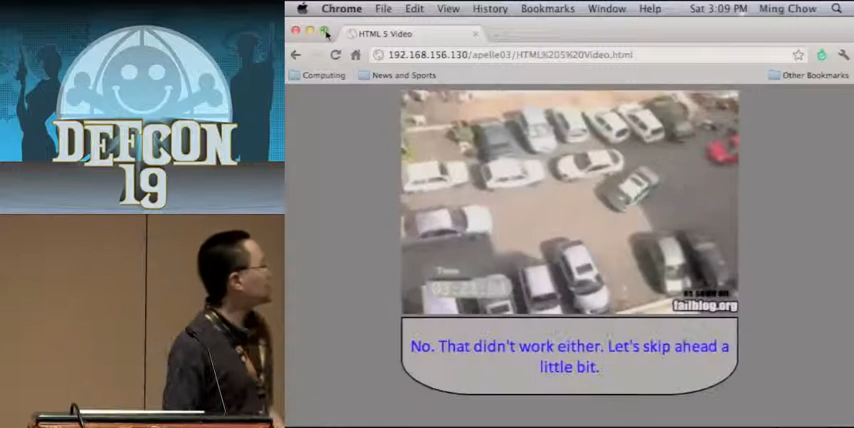 DEFCON
19
Chrome File Edit View History Bookmarks Window Help Sat 3:09 PM Ming Chow
HTML 5 Video
192.168.156.130/apelle03/HTML%205%20Video.html
Computing News and Sports Other Bookmarks
Time
failblog.org
No. That didn't work either. Let's skip ahead a
little bit.